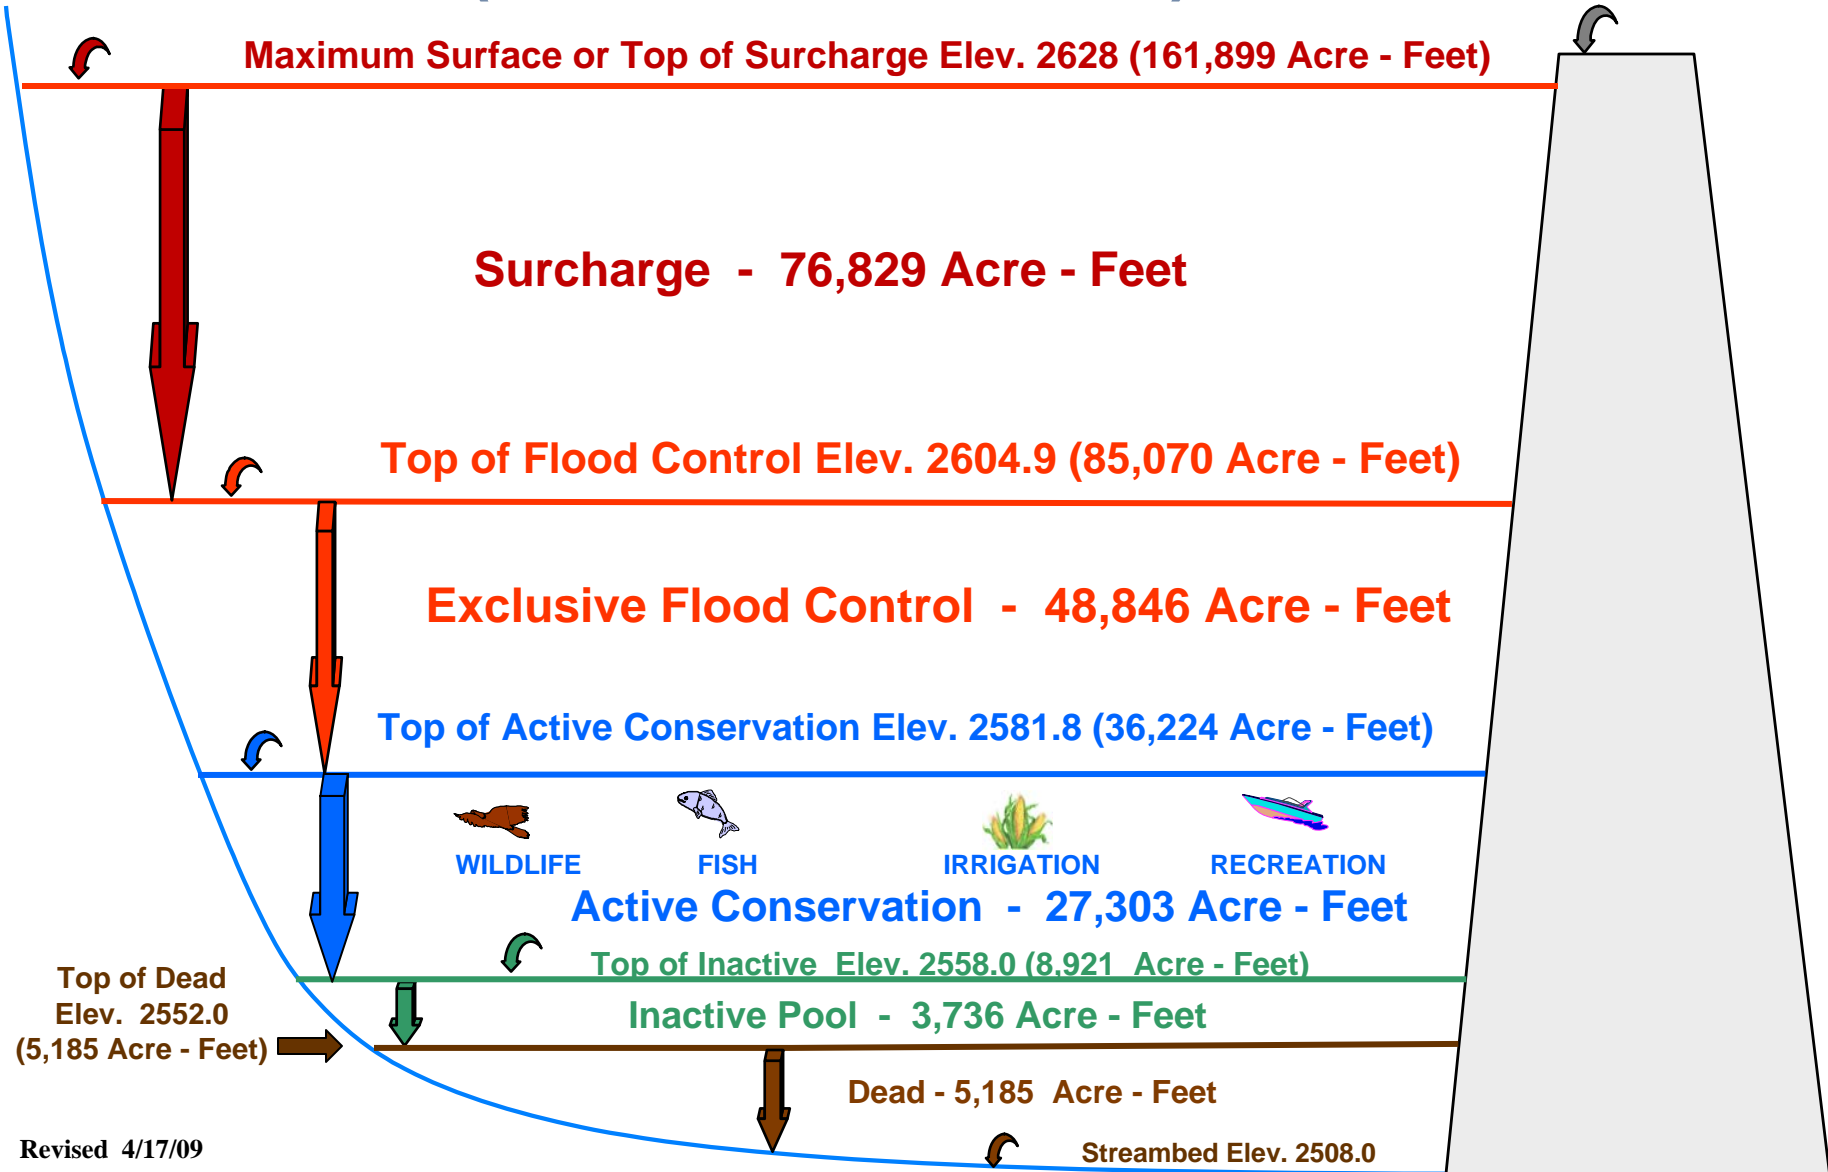 Maximum Surface or Top of Surcharge Elev. 2628 (161,899 Acre - Feet)
Surcharge - 76,829 Acre - Feet
Top of Flood Control Elev. 2604.9 (85,070 Acre - Feet)
Exclusive Flood Control - 48,846 Acre - Feet
Top of Active Conservation Elev. 2581.8 (36,224 Acre - Feet)
WILDLIFE FISH IRRIGATION RECREATION
Active Conservation - 27,303 Acre - Feet
Top of Inactive Elev. 2558.0 (8,921 Acre - Feet)
Top of Dead
Elev. 2552.0
(5,185 Acre - Feet)
Inactive Pool - 3,736 Acre - Feet
Dead - 5,185 Acre - Feet
Revised 4/17/09
Streambed Elev. 2508.0